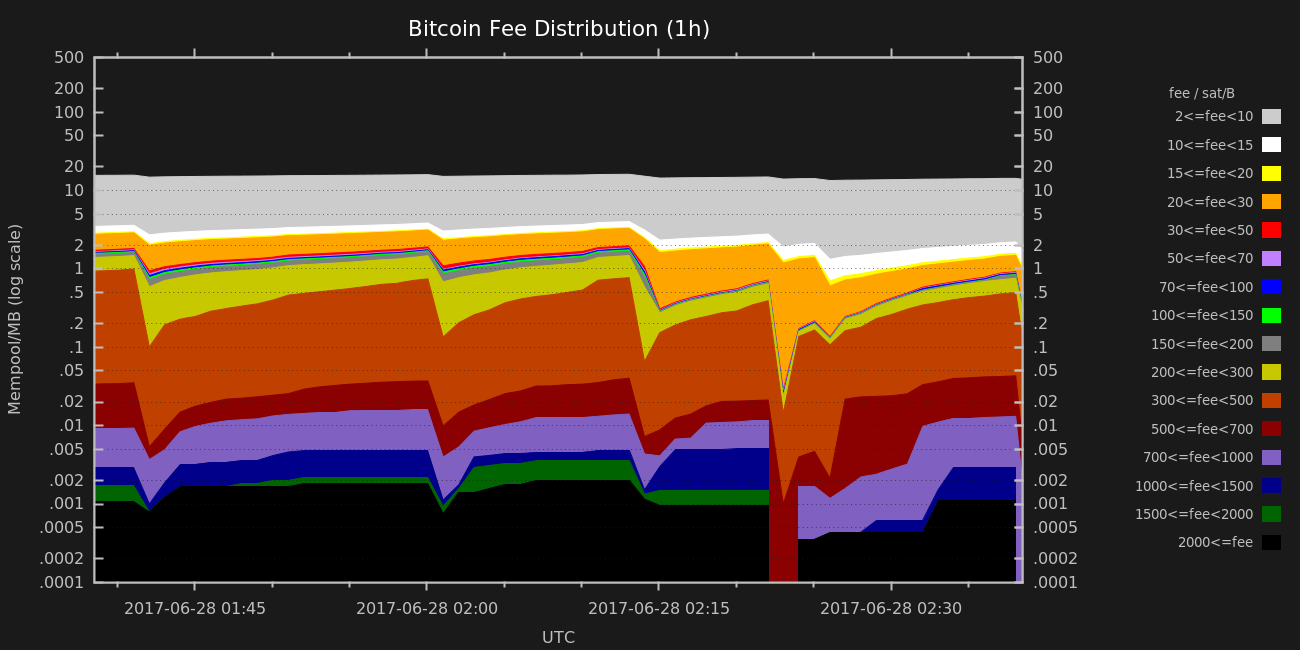 Bitcoin Fee Distribution (1h)
500 500
200 200
100 100
50 50
20 20
10 10
5 5
2 2
1 1
.5 .5
.2 .2
.1 .1
.05 .05
.02 .02
.01 .01
.005 .005
.002 .002
.001 .001
.0005 .0005
.0002 .0002
.0001 .0001
Mempool/MB (log scale)
2017-06-28 01:45 2017-06-28 02:00 2017-06-28 02:15 2017-06-28 02:30
UTC
fee / sat/B
2<=fee<10
10<=fee<15
15<=fee<20
20<=fee<30
30<=fee<50
50<=fee<70
70<=fee<100
100<=fee<150
150<=fee<200
200<=fee<300
300<=fee<500
500<=fee<700
700<=fee<1000
1000<=fee<1500
1500<=fee<2000
2000<=fee